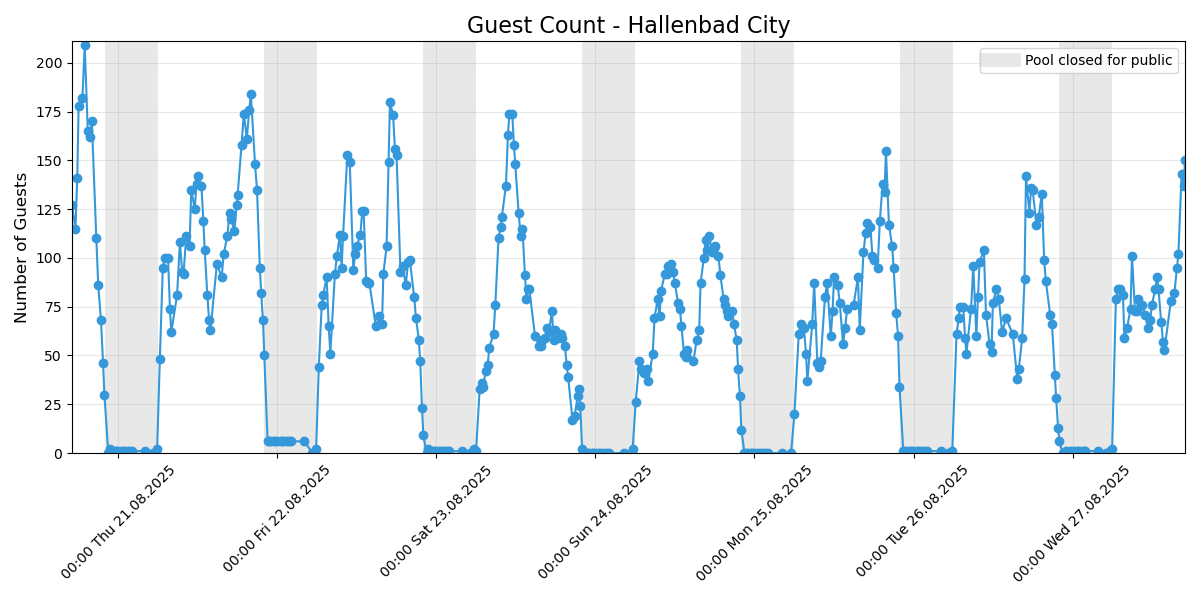 Guest Count - Hallenbad City
Pool closed for public
Number of Guests
200
175
150
125
100
75
50
25
0
00:00 Thu 21.08.2025
00:00 Fri 22.08.2025
00:00 Sat 23.08.2025
00:00 Sun 24.08.2025
00:00 Mon 25.08.2025
00:00 Tue 26.08.2025
00:00 Wed 27.08.2025